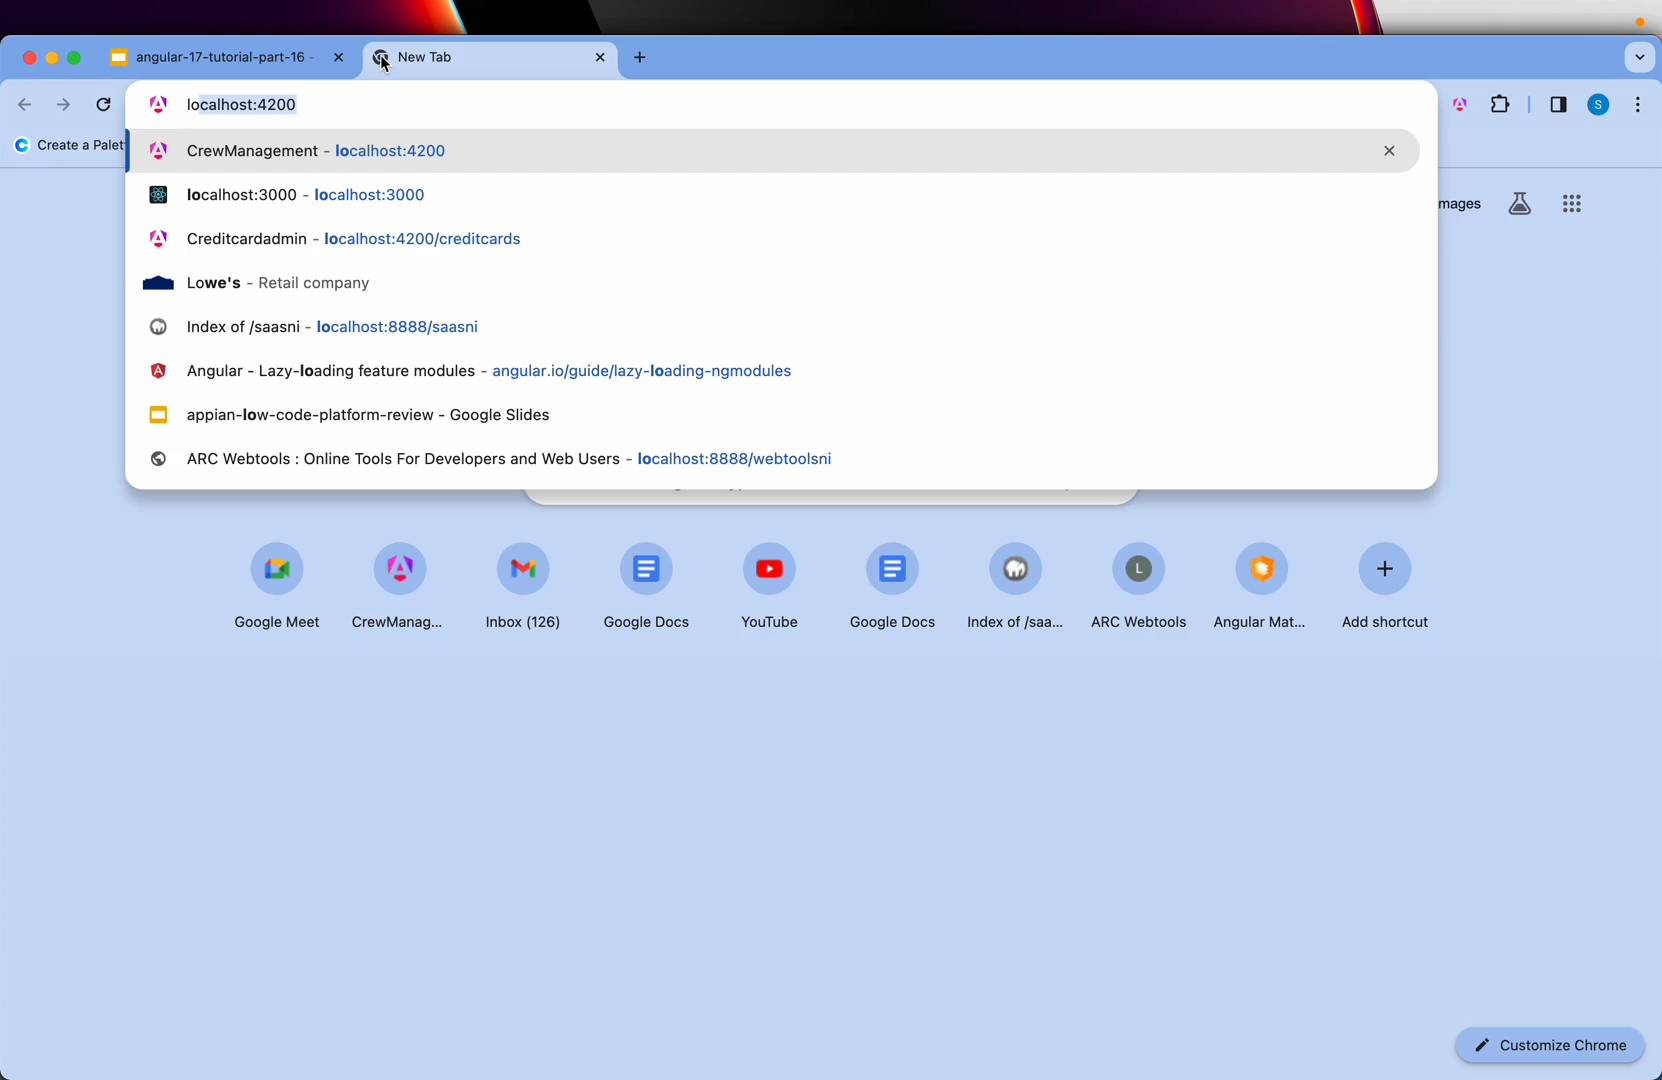 angular-17-tutorial-part-16 -
New Tab
localhost:4200
Create a Palet
CrewManagement - localhost:4200
localhost:3000 - localhost:3000
Creditcardadmin - localhost:4200/creditcards
Lowe's - Retail company
Index of /saasni - localhost:8888/saasni
Angular - Lazy-loading feature modules - angular.io/guide/lazy-loading-ngmodules
appian-low-code-platform-review - Google Slides
ARC Webtools : Online Tools For Developers and Web Users - localhost:8888/webtoolsni
mages
S
L
Google Meet
CrewManag...
Inbox (126)
Google Docs
YouTube
Google Docs
Index of /saa...
ARC Webtools
Angular Mat...
Add shortcut
Customize Chrome